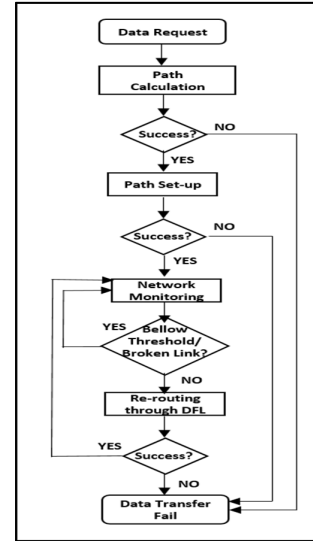 Data Request
Path
Calculation
Success?
NO
YES
Path Set-up
Success?
NO
YES
Network
Monitoring
YES
Bellow
Threshold/
Broken Link?
NO
Re-routing
through DFL
YES
Success?
NO
Data Transfer
Fail